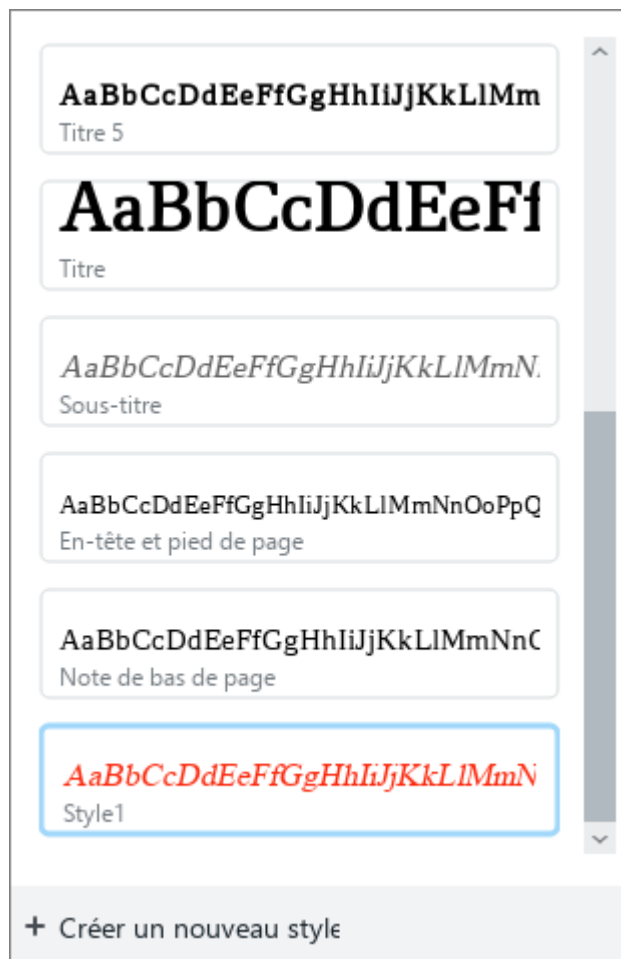 AaBbCcDdEeFfGgHhIiJjKkLlMm
Titre 5
AaBbCcDdEeFf
Titre
AaBbCcDdEeFfGgHhIiJjKkLlMmN
Sous-titre
AaBbCcDdEeFfGgHhIiJjKkLlMmNnOoPpQ
En-tête et pied de page
AaBbCcDdEeFfGgHhIiJjKkLlMmNnO
Note de bas de page
AaBbCcDdEeFfGgHhIiJjKkLlMmN
Style1
+ Créer un nouveau style